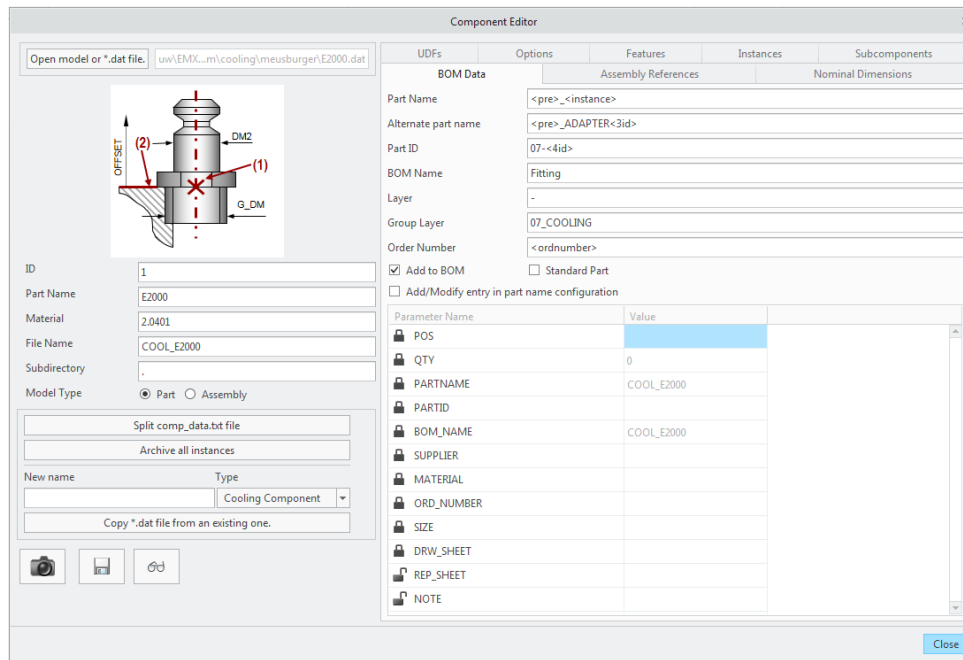 Component Editor
Open model or *.dat file.
uw\EMX...m\cooling\meusburger\E2000.dat
OFFSET
(2)
DM2
(1)
G_DM
ID
1
Part Name
E2000
Material
2.0401
File Name
COOL_E2000
Subdirectory
.
Model Type
Part
Assembly
Split comp_data.txt file
Archive all instances
New name
Type
Cooling Component
Copy *.dat file from an existing one.
UDFs
Options
Features
Instances
Subcomponents
BOM Data
Assembly References
Nominal Dimensions
Part Name
<pre>_<instance>
Alternate part name
<pre>_ADAPTER<3id>
Part ID
07-<4id>
BOM Name
Fitting
Layer
-
Group Layer
07_COOLING
Order Number
<ordnumber>
Add to BOM
Standard Part
Add/Modify entry in part name configuration
Parameter Name
Value
POS
QTY
0
PARTNAME
COOL_E2000
PARTID
BOM_NAME
COOL_E2000
SUPPLIER
MATERIAL
ORD_NUMBER
SIZE
DRW_SHEET
REP_SHEET
NOTE
Close